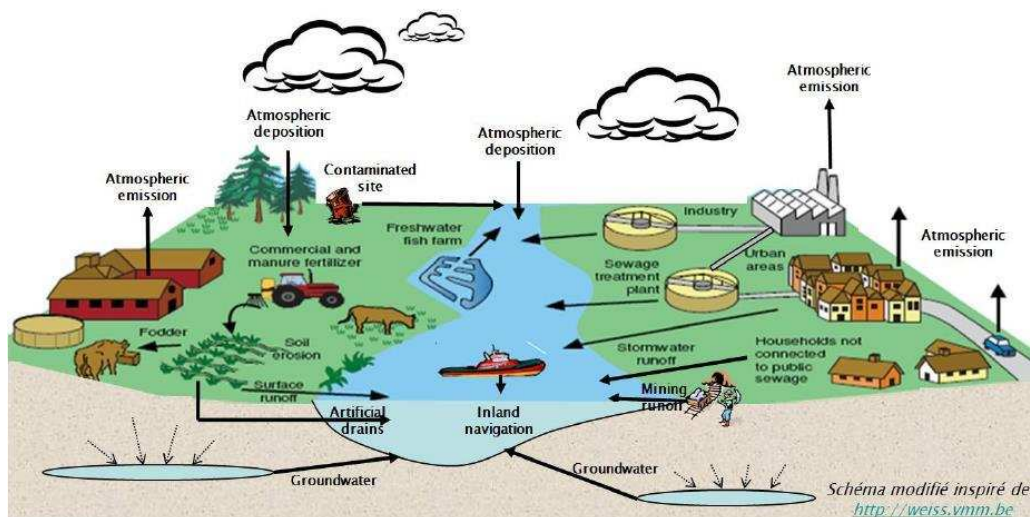 Atmospheric
emission
Atmospheric
deposition
Atmospheric
deposition
Contaminated
site
Atmospheric
emission
Industry
Freshwater
fish farm
Commercial and
manure fertilizer
Sewage
treatment
plant
Urban
areas
Atmospheric
emission
Fodder
Soil
erosion
Stormwater
runoff
Households not
connected
to public
sewage
Surface
runoff
Mining
runoff
Artificial
drains
Inland
navigation
Groundwater
Groundwater
Schéma modifié inspiré de
http://weiss.vmm.be